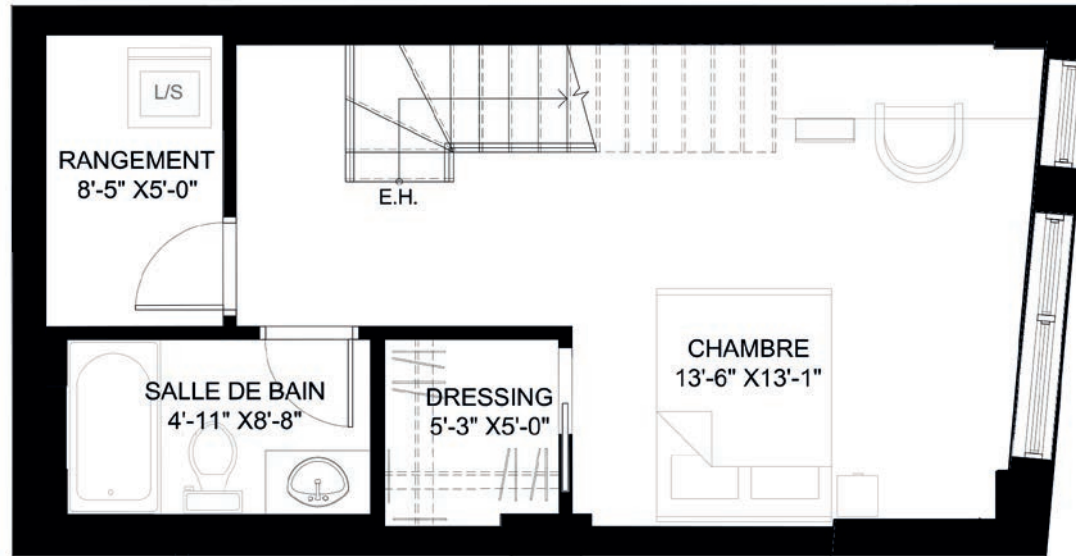 L/S
RANGEMENT
8'-5" X5'-0"
E.H.
CHAMBRE
13'-6" X13'-1"
SALLE DE BAIN
4'-11" X8'-8"
DRESSING
5'-3" X5'-0"